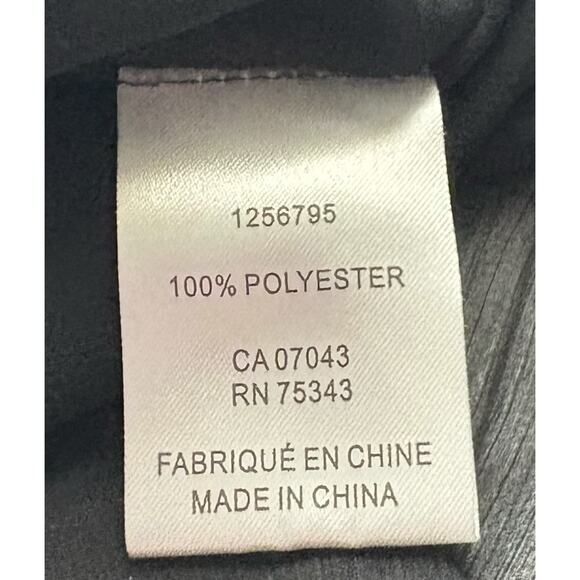 1256795
100% POLYESTER
CA 07043
RN 75343
FABRIQUÉ EN CHINE
MADE IN CHINA